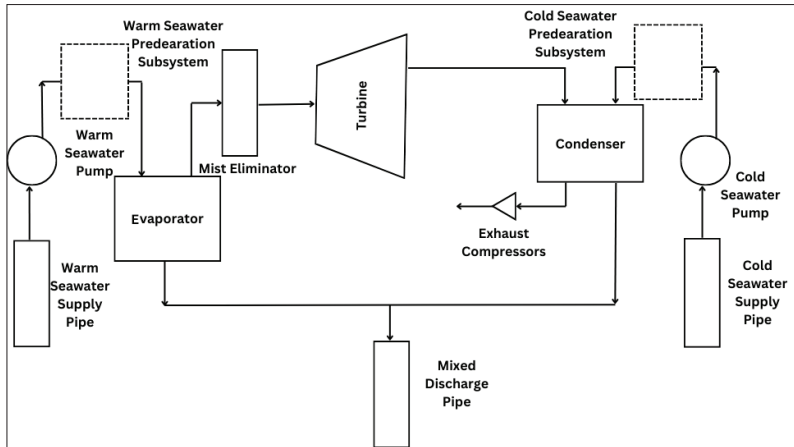 Warm Seawater
Predearation
Subsystem
Cold Seawater
Predearation
Subsystem
Turbine
Warm
Seawater
Pump
Mist Eliminator
Condenser
Cold
Seawater
Pump
Evaporator
Exhaust
Compressors
Warm
Seawater
Supply
Pipe
Cold
Seawater
Supply
Pipe
Mixed
Discharge
Pipe